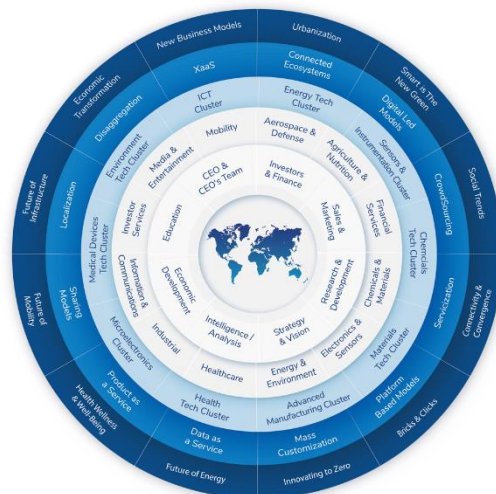 New Business Models
Urbanization
Smart is The
New Green
Social Trends
Connectivity &
Convergence
Bricks & Clicks
Innovating to Zero
Future of Energy
Health Wellness
& Well-Being
Future of
Mobility
Future of
Infrastructure
Economic
Transformation
XaaS
Connected
Ecosystems
Digital Led
Models
CrowdSourcing
Servicization
Platform
Based Models
Mass
Customization
Data as
a Service
Product as
a Service
Sharing
Models
Localization
Disaggregation
ICT
Cluster
Energy Tech
Cluster
Sensors &
Instrumentation Cluster
Chemcials
Tech Cluster
Materials
Tech Cluster
Advanced
Manufacturing Cluster
Health
Tech Cluster
Microelectronics
Cluster
Medical Devices
Tech Cluster
Environment
Tech Cluster
Mobility
Aerospace &
Defense
Agriculture &
Nutrition
Financial
Services
Chemicals &
Materials
Electronics &
Sensors
Energy &
Environment
Healthcare
Industrial
Information &
Communications
Investor
Services
Media &
Entertainment
CEO &
CEO's Team
Investors
& Finance
Sales &
Marketing
Research &
Development
Strategy
& Vision
Intelligence /
Analysis
Economic
Development
Education